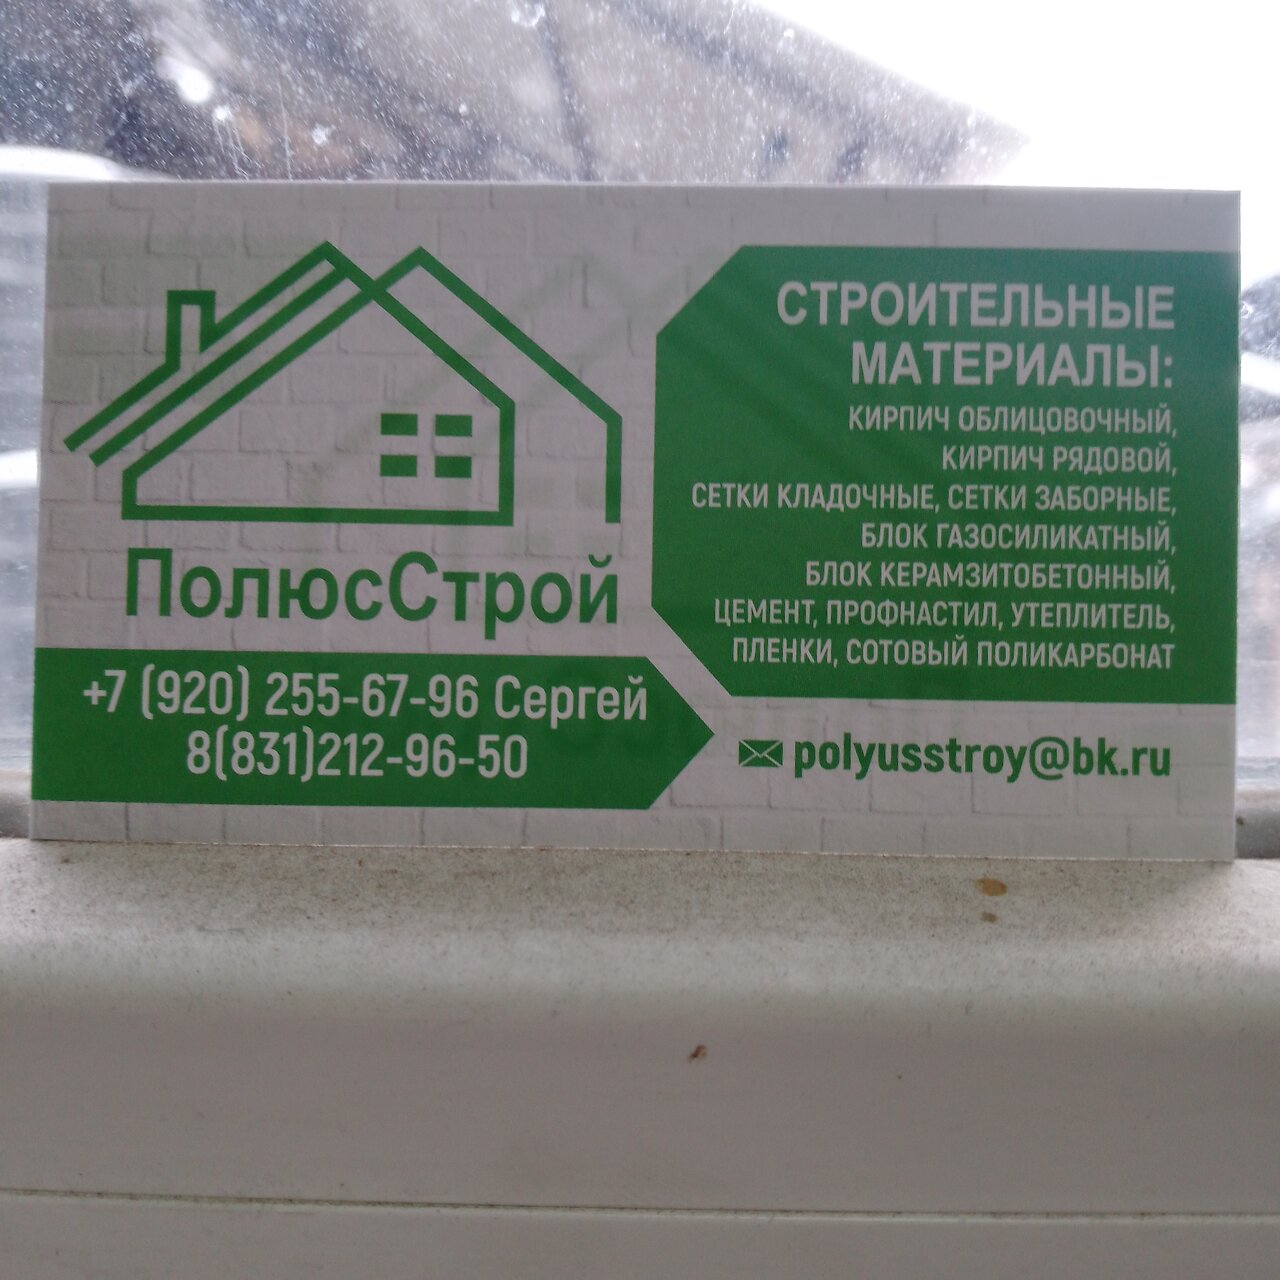 ПолюсСтрой
+7 (920) 255-67-96 Сергей
8(831)212-96-50
СТРОИТЕЛЬНЫЕ
МАТЕРИАЛЫ:
КИРПИЧ ОБЛИЦОВОЧНЫЙ,
КИРПИЧ РЯДОВОЙ,
СЕТКИ КЛАДОЧНЫЕ, СЕТКИ ЗАБОРНЫЕ,
БЛОК ГАЗОСИЛИКАТНЫЙ,
БЛОК КЕРАМЗИТОБЕТОННЫЙ,
ЦЕМЕНТ, ПРОФНАСТИЛ, УТЕПЛИТЕЛЬ,
ПЛЕНКИ, СОТОВЫЙ ПОЛИКАРБОНАТ
polyusstroy@bk.ru